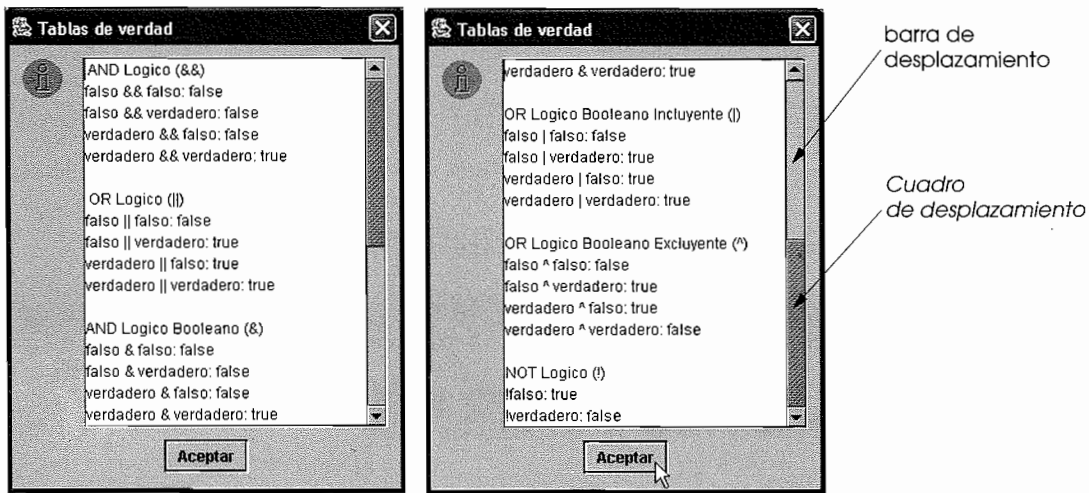 Tablas de verdad
AND Logico (&&)
falso && falso: false
falso && verdadero: false
verdadero && falso: false
verdadero && verdadero: true
OR Logico (||)
falso || falso: false
falso || verdadero: true
verdadero || falso: true
verdadero || verdadero: true
AND Logico Booleano (&)
falso & falso: false
falso & verdadero: false
verdadero & falso: false
verdadero & verdadero: true
Aceptar
Tablas de verdad
verdadero & verdadero: true
OR Logico Booleano Incluyente (|)
falso | falso: false
falso | verdadero: true
verdadero | falso: true
verdadero | verdadero: true
OR Logico Booleano Excluyente (^)
falso ^ falso: false
falso ^ verdadero: true
verdadero ^ falso: true
verdadero ^ verdadero: false
NOT Logico (!)
!falso: true
!verdadero: false
Aceptar
barra de
desplazamiento
Cuadro
de desplazamiento